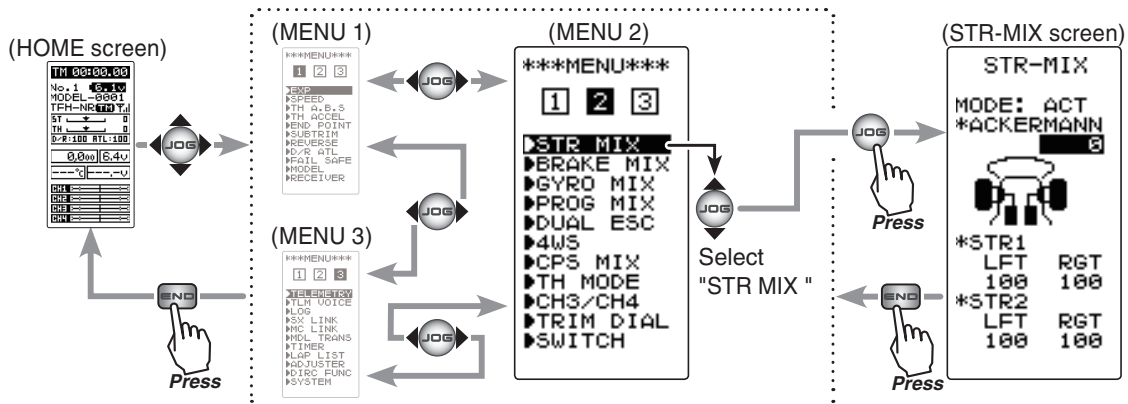 (HOME screen)
TM 00:00.00
No.1 6.1v
MODEL-0001
TFH-NR TM
ST 0
TH 0
D/R:100 ATL:100
6.4v
---°C ---.-v
CH1
CH2
CH3
CH4
JOG
END
Press
(MENU 1)
***MENU***
1 2 3
EXP
SPEED
TH A.B.S
TH ACCEL
END POINT
SUBTRIM
REVERSE
D/R ATL
FAIL SAFE
MODEL
RECEIVER
(MENU 3)
***MENU***
1 2 3
TELEMETRY
TLM VOICE
LOG
SX LINK
MC LINK
MDL TRANS
TIMER
LAP LIST
ADJUSTER
DIRC FUNC
SYSTEM
JOG
JOG
JOG
(MENU 2)
***MENU***
1 2 3
STR MIX
BRAKE MIX
GYRO MIX
PROG MIX
DUAL ESC
4WS
CPS MIX
TH MODE
CH3/CH4
TRIM DIAL
SWITCH
JOG
Select
"STR MIX "
JOG
Press
END
Press
(STR-MIX screen)
STR-MIX
MODE: ACT
*ACKERMANN
0
*STR1
LFT RGT
100 100
*STR2
LFT RGT
100 100